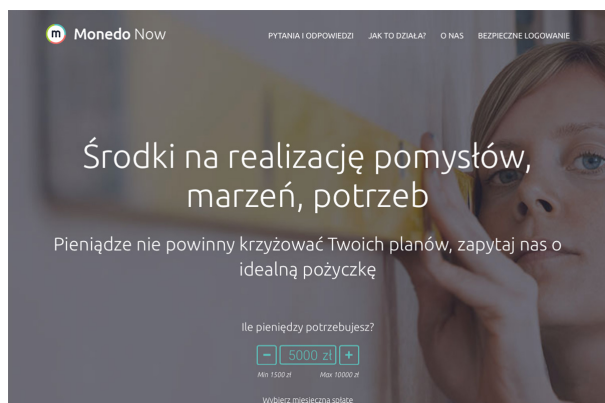 m Monedo Now
PYTANIA I ODPOWIEDZI JAK TO DZIAŁA? O NAS BEZPIECZNE LOGOWANIE
Środki na realizację pomysłów,
marzeń, potrzeb
Pieniądze nie powinny krzyżować Twoich planów, zapytaj nas o
idealną pożyczkę
Ile pieniędzy potrzebujesz?
− 5000 zł +
Min 1500 zł Max 10000 zł
Wybierz miesięczną spłatę